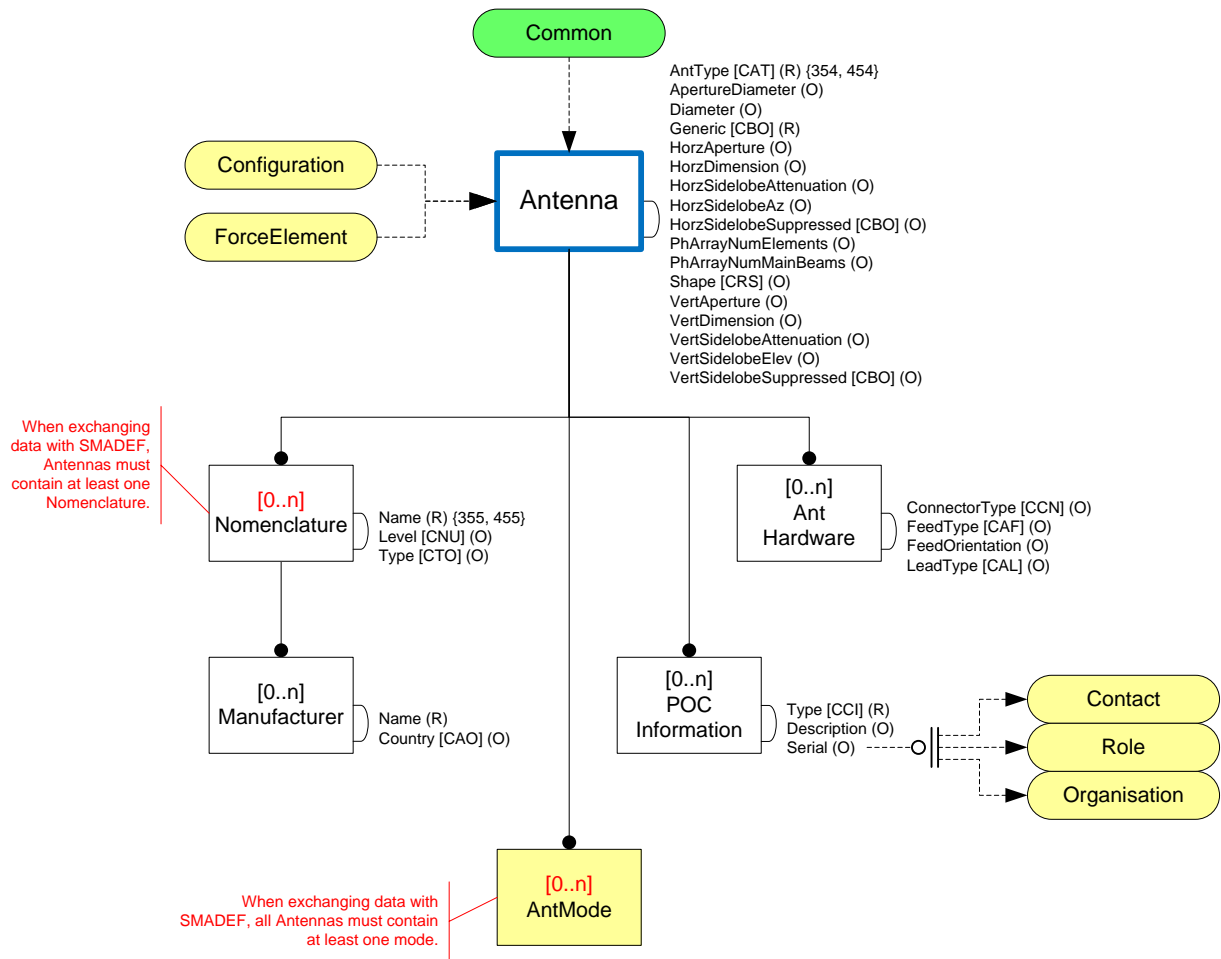 Common
AntType [CAT] (R) {354, 454}
ApertureDiameter (O)
Diameter (O)
Generic [CBO] (R)
HorzAperture (O)
HorzDimension (O)
HorzSidelobeAttenuation (O)
HorzSidelobeAz (O)
HorzSidelobeSuppressed [CBO] (O)
PhArrayNumElements (O)
PhArrayNumMainBeams (O)
Shape [CRS] (O)
VertAperture (O)
VertDimension (O)
VertSidelobeAttenuation (O)
VertSidelobeElev (O)
VertSidelobeSuppressed [CBO] (O)
Configuration
ForceElement
Antenna
When exchanging
data with SMADEF,
Antennas must
contain at least one
Nomenclature.
[0..n]
Nomenclature
Name (R) {355, 455}
Level [CNU] (O)
Type [CTO] (O)
[0..n]
Ant
Hardware
ConnectorType [CCN] (O)
FeedType [CAF] (O)
FeedOrientation (O)
LeadType [CAL] (O)
[0..n]
Manufacturer
Name (R)
Country [CAO] (O)
[0..n]
POC
Information
Type [CCI] (R)
Description (O)
Serial (O)
Contact
Role
Organisation
When exchanging data with
SMADEF, all Antennas must contain
at least one mode.
[0..n]
AntMode